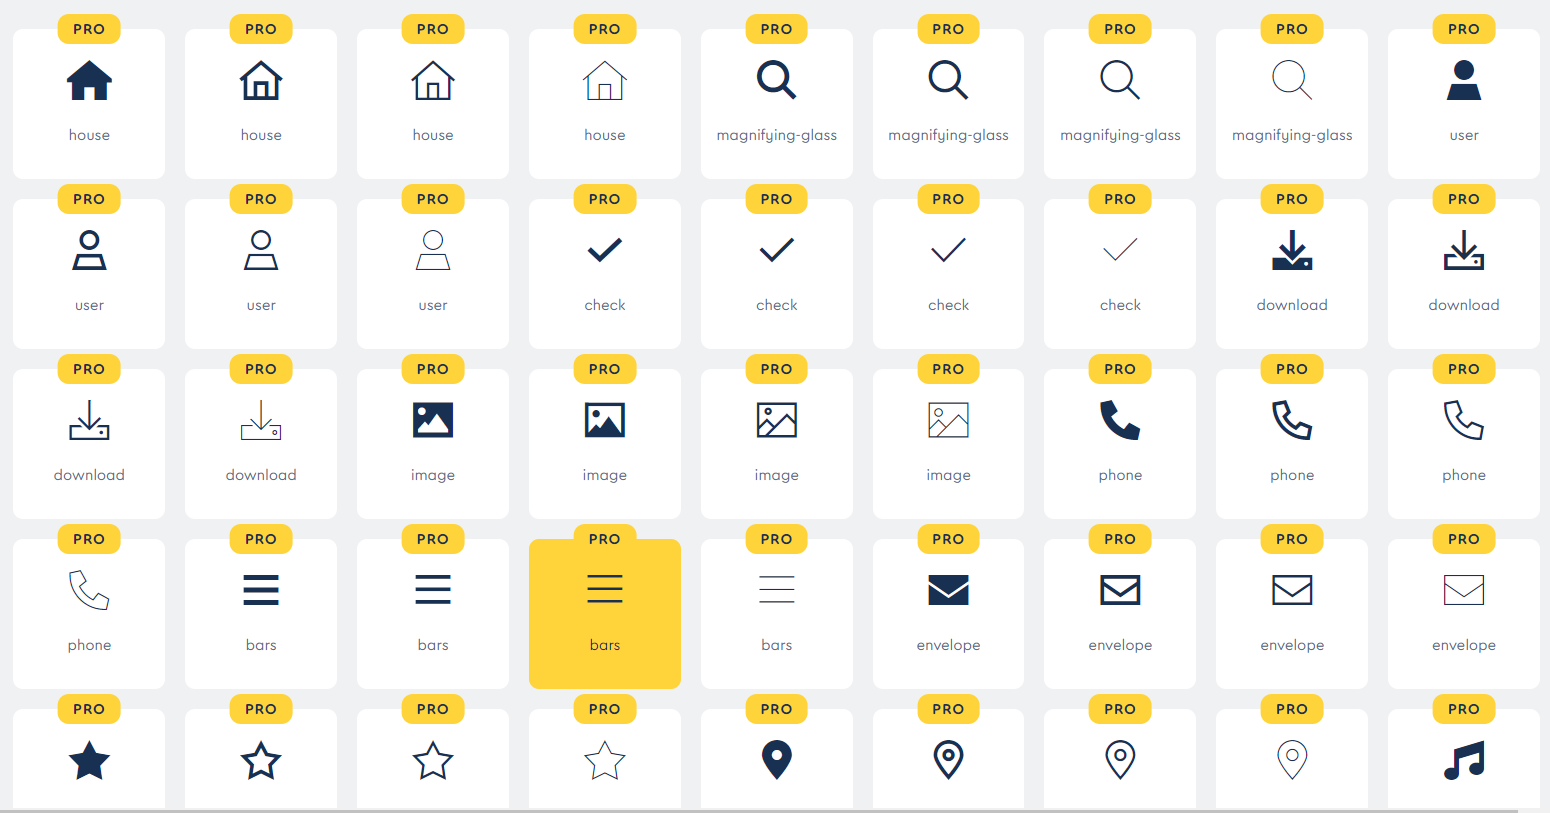 PRO PRO PRO PRO PRO PRO PRO PRO PRO
house house house house magnifying-glass magnifying-glass magnifying-glass magnifying-glass user
PRO PRO PRO PRO PRO PRO PRO PRO PRO
user user user check check check check download download
PRO PRO PRO PRO PRO PRO PRO PRO PRO
download download image image image image phone phone phone
PRO PRO PRO PRO PRO PRO PRO PRO PRO
phone bars bars bars bars envelope envelope envelope envelope
PRO PRO PRO PRO PRO PRO PRO PRO PRO